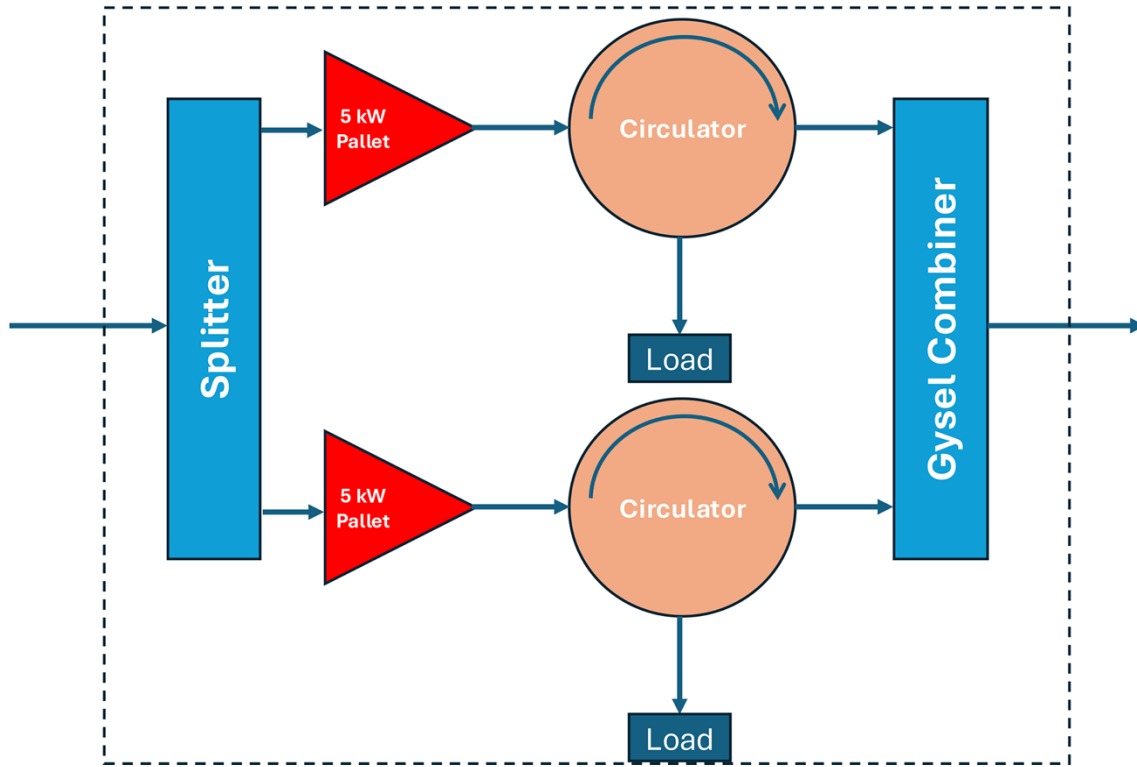 Splitter
5 kW
Pallet
Circulator
Load
5 kW
Pallet
Circulator
Load
Gysel Combiner